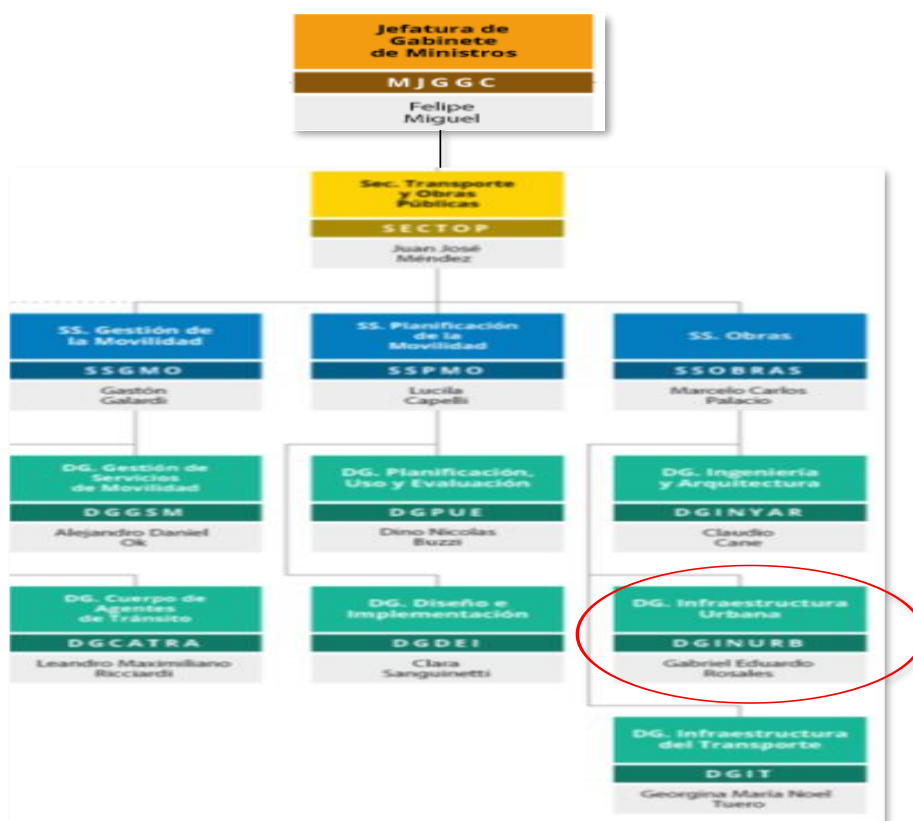 Jefatura de
Gabinete
de Ministros
MJGGC
Felipe
Miguel
Sec. Transporte
y Obras
Públicas
SECTOP
Juan José
Méndez
SS. Gestión de
la Movilidad
SSGMO
Gastón
Galardi
SS. Planificación
de la
Movilidad
SSPMO
Lucila
Capelli
SS. Obras
SSOBRAS
Marcelo Carlos
Palacio
DG. Gestión de
Servicios
de Movilidad
DGGSM
Alejandro Daniel
Ok
DG. Planificación,
Uso y Evaluación
DGPUE
Dino Nicolas
Buzzi
DG. Ingeniería
y Arquitectura
DGINYAR
Claudio
Cane
DG. Cuerpo de
Agentes
de Tránsito
DGCATRA
Leandro Maximiliano
Ricciardi
DG. Diseño e
Implementación
DGDEI
Clara
Sanguinetti
DG. Infraestructura
Urbana
DGINURB
Gabriel Eduardo
Rosales
DG. Infraestructura
del Transporte
DGIT
Georgina María Noel
Tuero